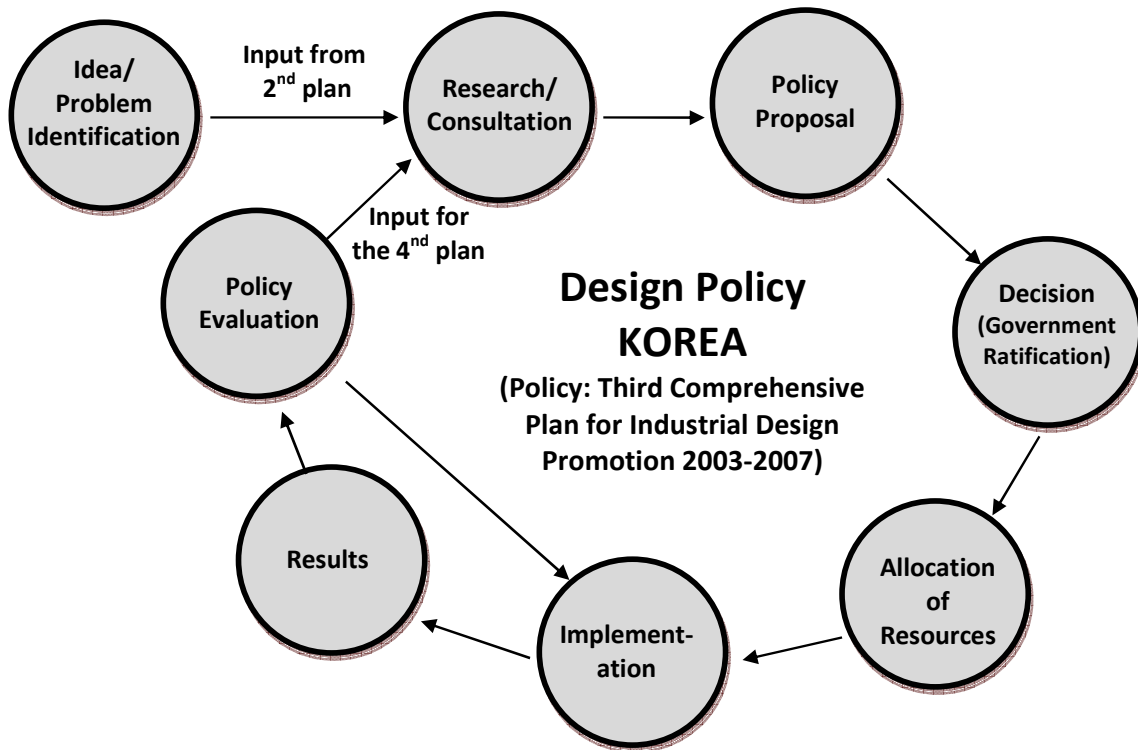 Idea/
Problem
Identification
Input from
2nd plan
Research/
Consultation
Policy
Proposal
Input for
the 4nd plan
Policy
Evaluation
Design Policy
KOREA
(Policy: Third Comprehensive
Plan for Industrial Design
Promotion 2003-2007)
Decision
(Government
Ratification)
Results
Implement-
ation
Allocation
of
Resources